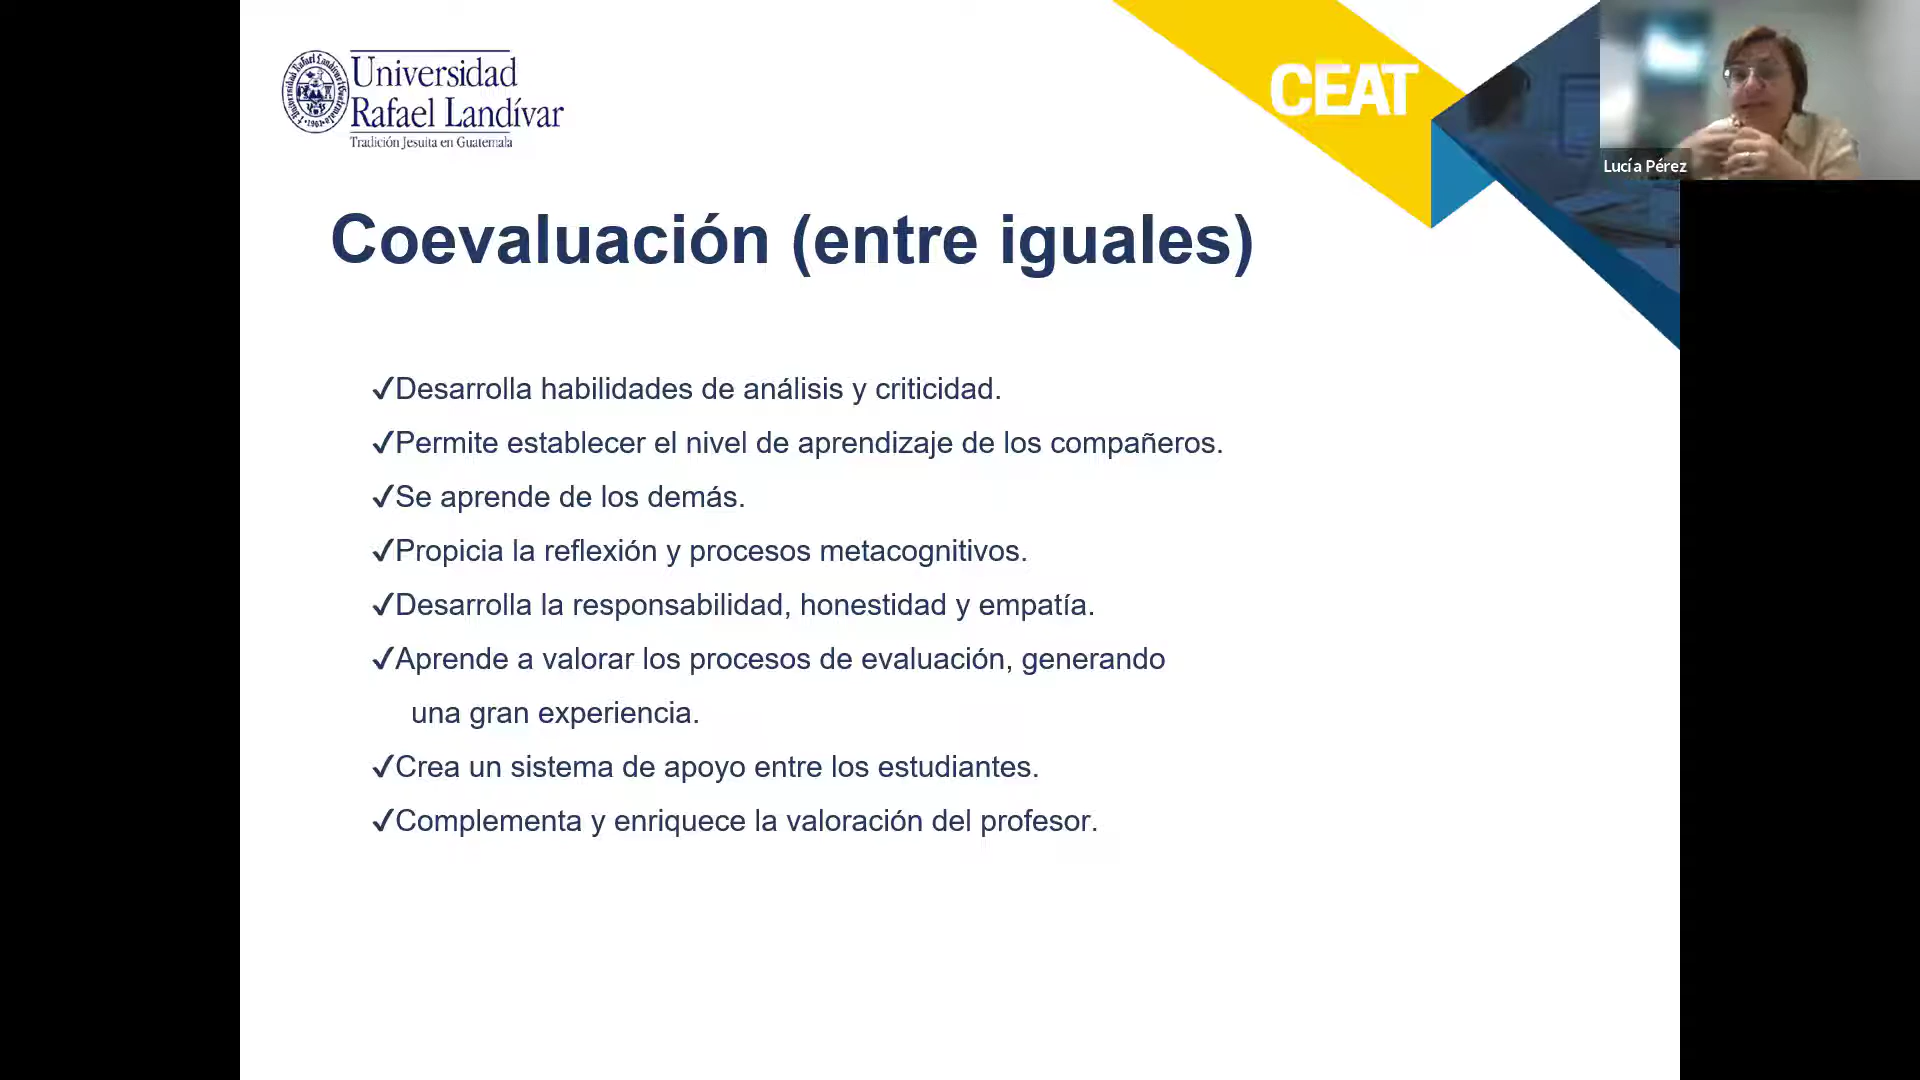 Universidad
Rafael Landívar
Tradición Jesuita en Guatemala
CEAT
Lucía Pérez
Coevaluación (entre iguales)
✓Desarrolla habilidades de análisis y criticidad.
✓Permite establecer el nivel de aprendizaje de los compañeros.
✓Se aprende de los demás.
✓Propicia la reflexión y procesos metacognitivos.
✓Desarrolla la responsabilidad, honestidad y empatía.
✓Aprende a valorar los procesos de evaluación, generando
una gran experiencia.
✓Crea un sistema de apoyo entre los estudiantes.
✓Complementa y enriquece la valoración del profesor.